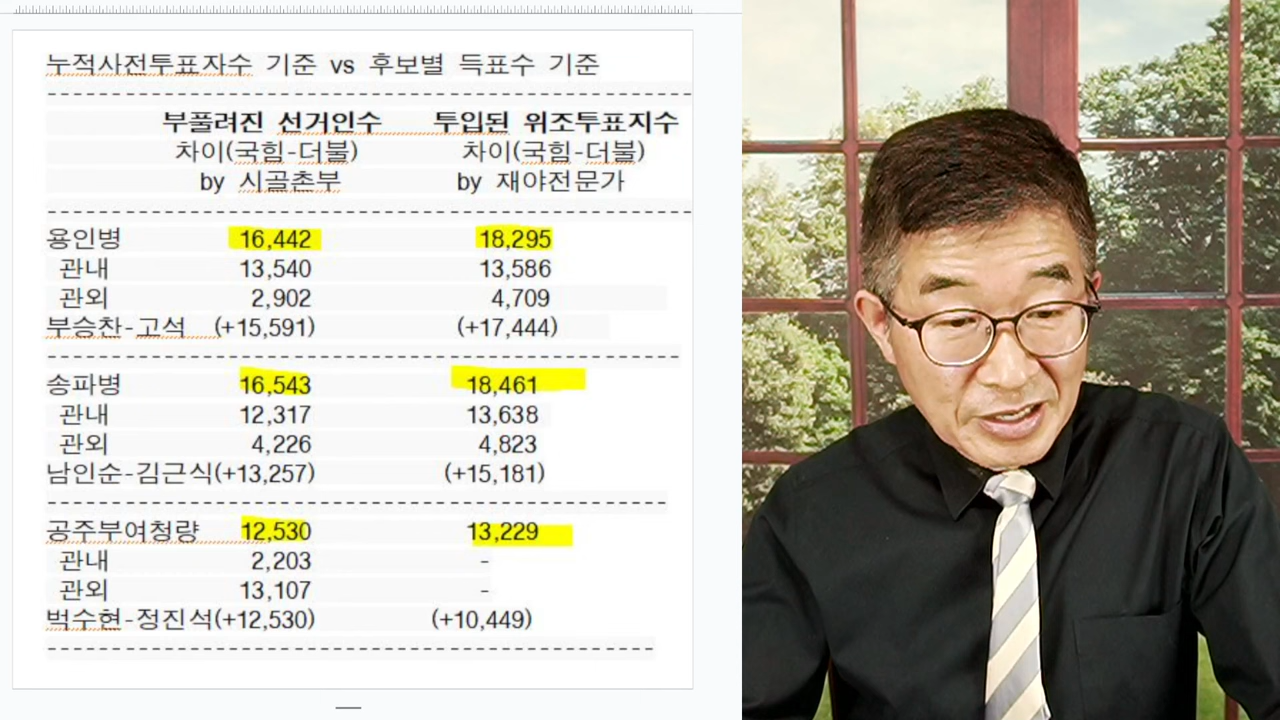 누적사전투표자수 기준 vs 후보별 득표수 기준
부풀려진 선거인수 투입된 위조투표지수
차이(국힘-더불) 차이(국힘-더불)
by 시골촌부 by 재야전문가
용인병 16,442 18,295
관내 13,540 13,586
관외 2,902 4,709
부승찬-고석 (+15,591) (+17,444)
송파병 16,543 18,461
관내 12,317 13,638
관외 4,226 4,823
남인순-김근식(+13,257) (+15,181)
공주부여청량 12,530 13,229
관내 2,203 -
관외 13,107 -
벅수현-정진석(+12,530) (+10,449)